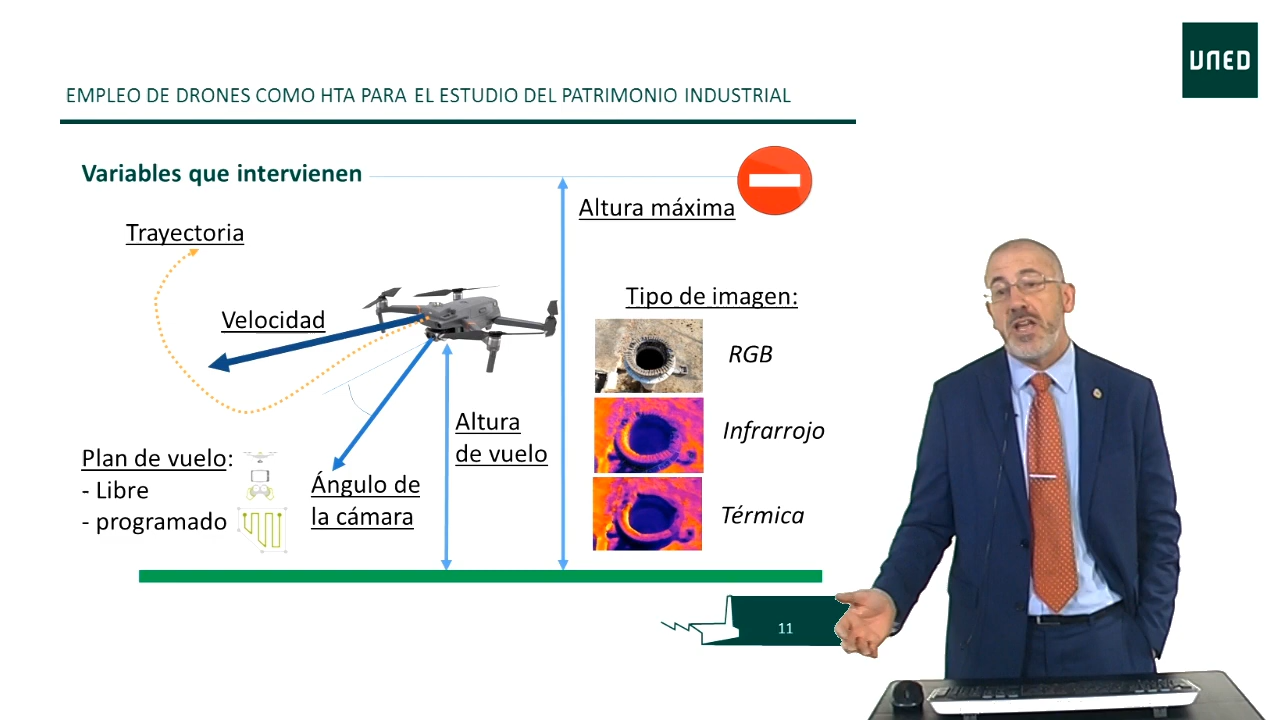 UNED
EMPLEO DE DRONES COMO HTA PARA EL ESTUDIO DEL PATRIMONIO INDUSTRIAL
Variables que intervienen
Altura máxima
Trayectoria
Velocidad
Tipo de imagen:
RGB
Infrarrojo
Térmica
Altura
de vuelo
Plan de vuelo:
- Libre
- programado
Ángulo de
la cámara
11